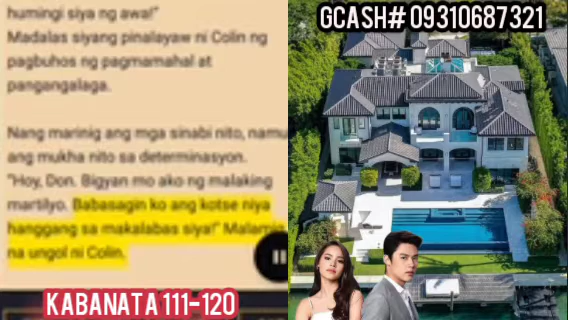 humingi siya ng awa!"
Madalas siyang pinalayaw ni Colin ng
pagbuhos ng pagmamahal at
pangangalaga.
Nang marinig ang mga sinabi nito,
ang mukha nito sa determinasyon.
"Hoy, Don. Bigyan mo ako ng malaking
martilyo. Babasagin ko ang kotse niya
hanggang sa makalabas siya!"
na ungol ni Colin.
KABANATA 111-120
GCASH# 09310687321